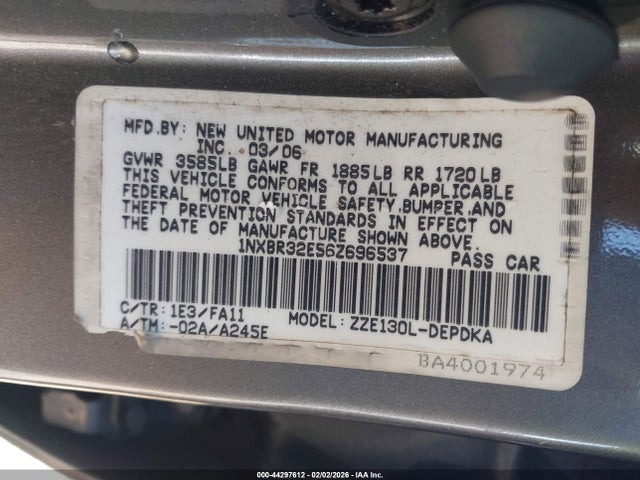 MFD.BY: NEW UNITED MOTOR MANUFACTURING
INC. 03/06
GVWR 3585LB GAWR FR 1885LB RR 1720LB
THIS VEHICLE CONFORMS TO ALL APPLICABLE
FEDERAL MOTOR VEHICLE SAFETY,BUMPER,AND
THEFT PREVENTION STANDARDS IN EFFECT ON
THE DATE OF MANUFACTURE SHOWN ABOVE.
1NXBR32E56Z696537 PASS CAR
C/TR: 1E3/FA11 MODEL: ZZE130L-DEPDKA
A/TM: -02A/A245E
BA4001974
000-44297612 - 02/02/2026 - IAA Inc.